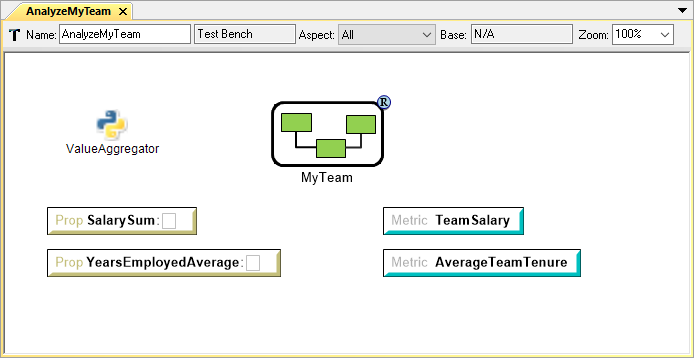 AnalyzeMyTeam
Name: AnalyzeMyTeam Test Bench Aspect: All Base: N/A Zoom: 100%
R
ValueAggregator
MyTeam
Prop SalarySum: Metric TeamSalary
Prop YearsEmployedAverage: Metric AverageTeamTenure